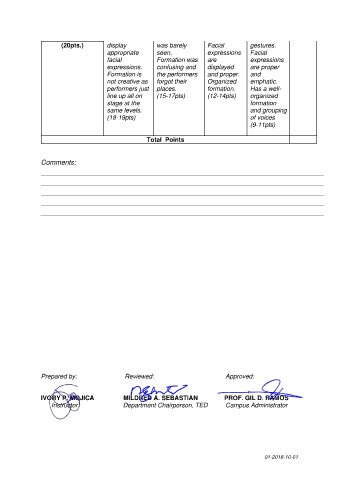 (20pts.) display was barely Facial gestures.
appropriate seen. expressions Facial
facial Formation was are expressions
expressions. confusing and displayed are proper
Formation is the performers and proper. and
not creative as forgot their Organized emphatic.
performers just places. formation. Has a well-
line up all on (15-17pts) (12-14pts) organized
stage at the formation
same levels. and grouping
(18-19pts) of voices
(9-11pts)
Total Points
Comments:
Prepared by: Reviewed: Approved:
IVORY P. MOJICA MILDRED A. SEBASTIAN PROF. GIL D. RAMOS
Instructor Department Chairperson, TED Campus Administrator
01-2018-10-01